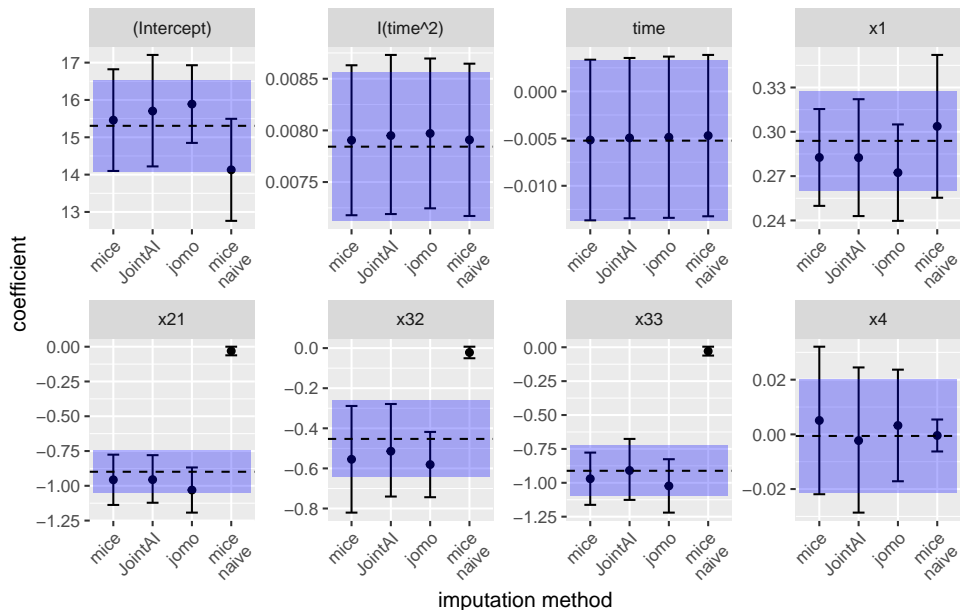 (Intercept)
I(time^2)
time
x1
17
16
15
14
13
0.0085
0.0080
0.0075
0.000
−0.005
−0.010
0.33
0.30
0.27
0.24
mice
JointAI
jomo
mice
naive
mice
JointAI
jomo
mice
naive
mice
JointAI
jomo
mice
naive
mice
JointAI
jomo
mice
naive
coefficient
x21
x32
x33
x4
0.00
−0.25
−0.50
−0.75
−1.00
−1.25
0.0
−0.2
−0.4
−0.6
−0.8
0.00
−0.25
−0.50
−0.75
−1.00
−1.25
0.02
0.00
−0.02
mice
JointAI
jomo
mice
naive
mice
JointAI
jomo
mice
naive
mice
JointAI
jomo
mice
naive
mice
JointAI
jomo
mice
naive
imputation method